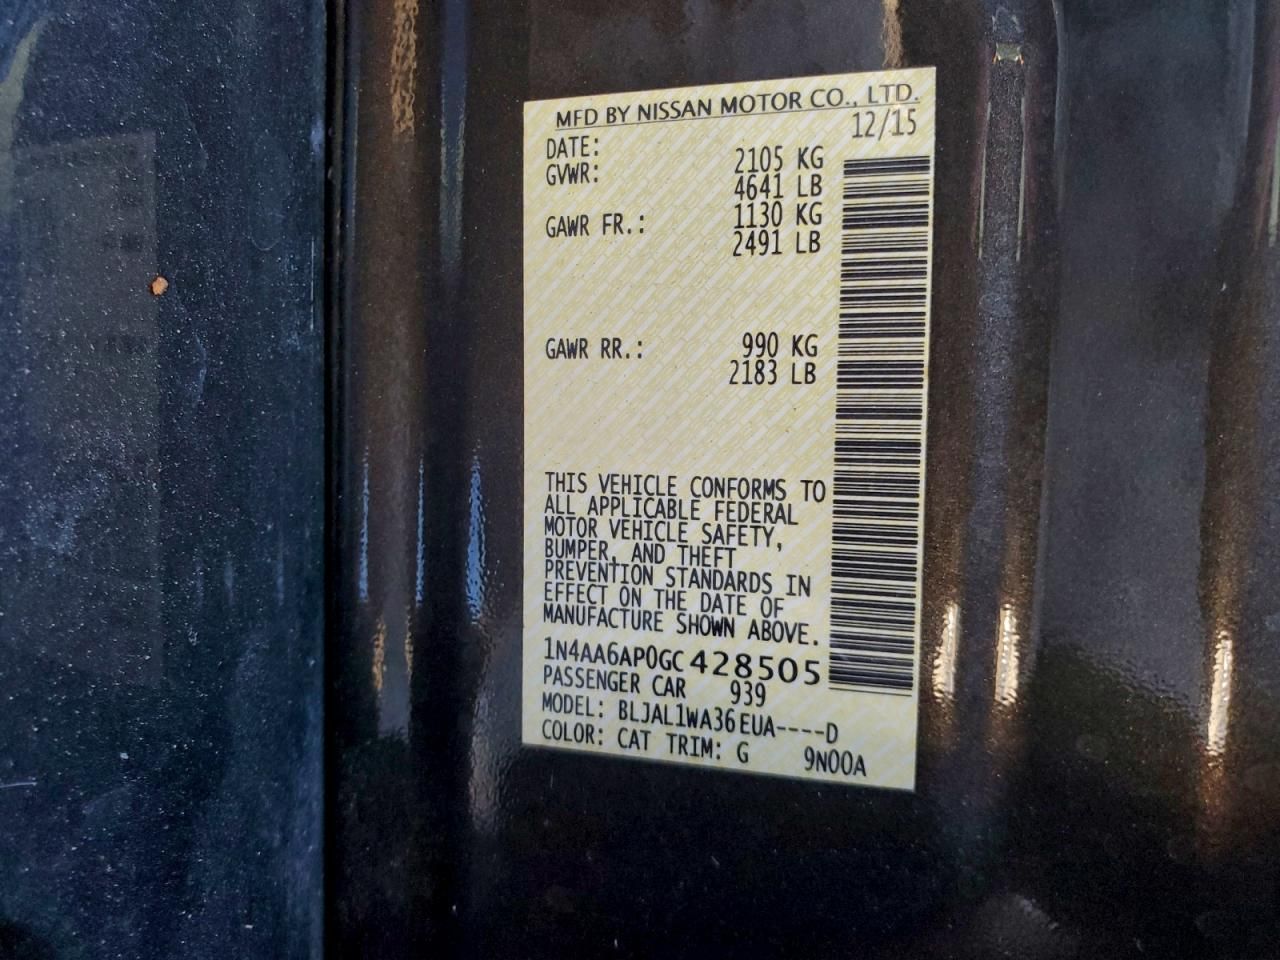 MFD BY NISSAN MOTOR CO., LTD.
DATE: 12/15
GVWR: 2105 KG
4641 LB
GAWR FR.: 1130 KG
2491 LB
GAWR RR.: 990 KG
2183 LB
THIS VEHICLE CONFORMS TO
ALL APPLICABLE FEDERAL
MOTOR VEHICLE SAFETY,
BUMPER, AND THEFT
PREVENTION STANDARDS IN
EFFECT ON THE DATE OF
MANUFACTURE SHOWN ABOVE.
1N4AA6AP0GC428505
PASSENGER CAR 939
MODEL: BLJAL1WA36EUA----D
COLOR: CAT TRIM: G 9N00A